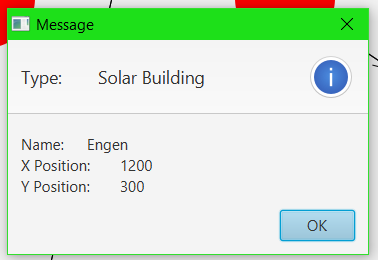 Message
Type: Solar Building
Name: Engen
X Position: 1200
Y Position: 300
OK